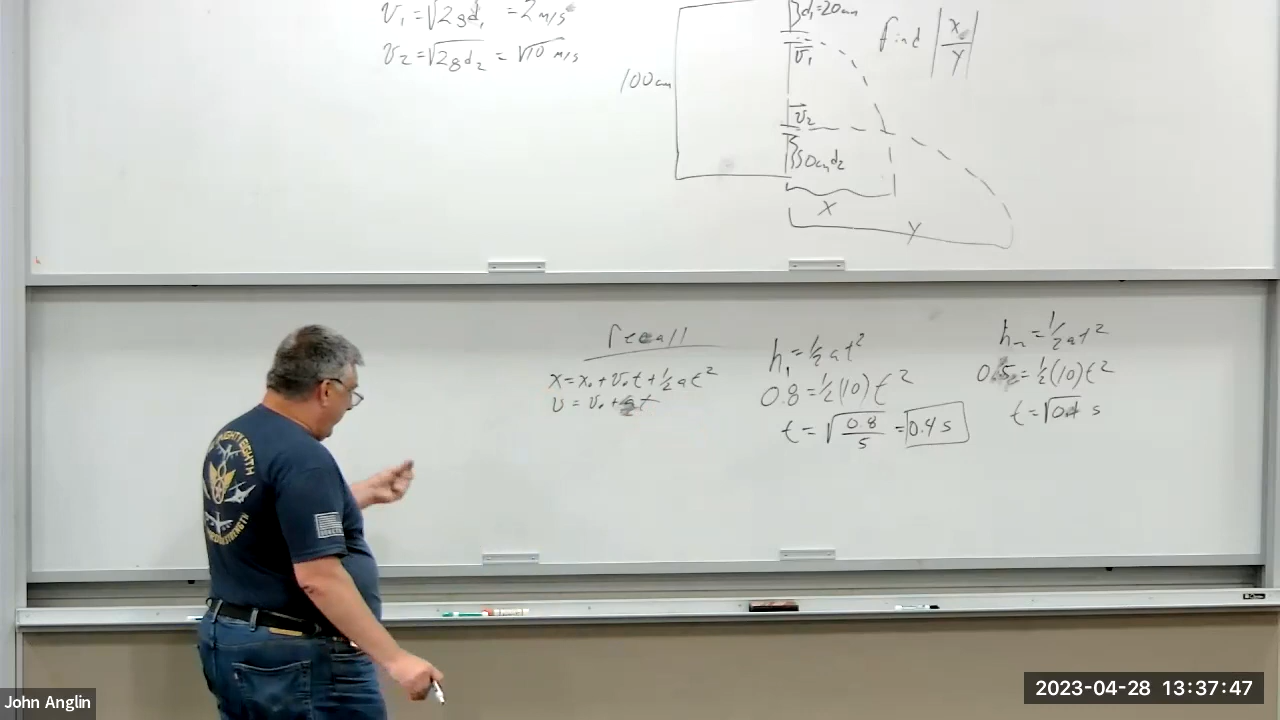 v₁ = √2gd₁ = 2 m/s
v₂ = √2gd₂ = √10 m/s
100cm
d₁=20cm
v₁
v₂
50cm d₂
X
Y
find |X/Y|
recall
x = x₀ + v₀t + ½at²
v = v₀ + at
h₁ = ½at²
0.8 = ½(10)t²
t = √(0.8/5) = 0.4 s
h₂ = ½at²
0.5 = ½(10)t²
t = √0.1 s
EIGHTH
STRENGTH
John Anglin
2023-04-28 13:37:47